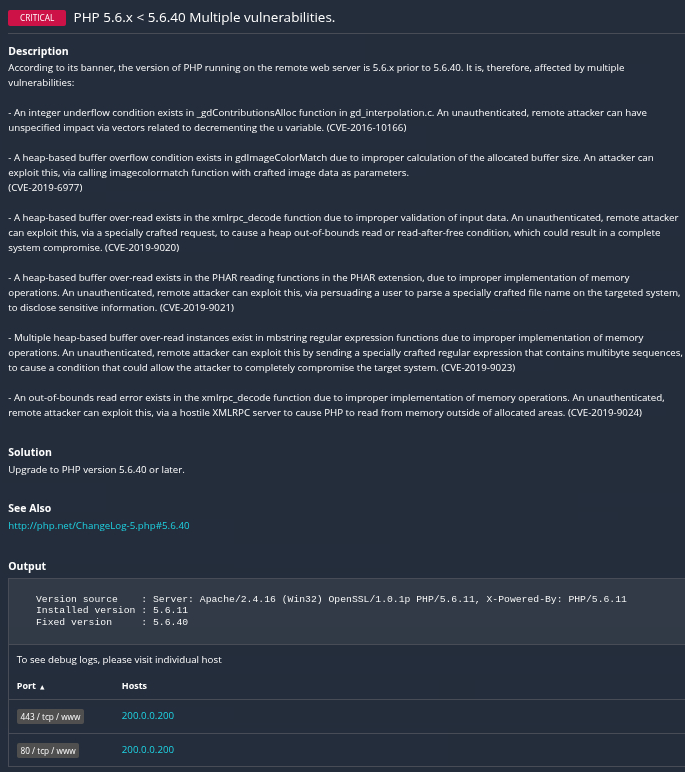 CRITICAL PHP 5.6.x < 5.6.40 Multiple vulnerabilities.
Description
According to its banner, the version of PHP running on the remote web server is 5.6.x prior to 5.6.40. It is, therefore, affected by multiple
vulnerabilities:
- An integer underflow condition exists in _gdContributionsAlloc function in gd_interpolation.c. An unauthenticated, remote attacker can have
unspecified impact via vectors related to decrementing the u variable. (CVE-2016-10166)
- A heap-based buffer overflow condition exists in gdImageColorMatch due to improper calculation of the allocated buffer size. An attacker can
exploit this, via calling imagecolormatch function with crafted image data as parameters.
(CVE-2019-6977)
- A heap-based buffer over-read exists in the xmlrpc_decode function due to improper validation of input data. An unauthenticated, remote attacker
can exploit this, via a specially crafted request, to cause a heap out-of-bounds read or read-after-free condition, which could result in a complete
system compromise. (CVE-2019-9020)
- A heap-based buffer over-read exists in the PHAR reading functions in the PHAR extension, due to improper implementation of memory
operations. An unauthenticated, remote attacker can exploit this, via persuading a user to parse a specially crafted file name on the targeted system,
to disclose sensitive information. (CVE-2019-9021)
- Multiple heap-based buffer over-read instances exist in mbstring regular expression functions due to improper implementation of memory
operations. An unauthenticated, remote attacker can exploit this by sending a specially crafted regular expression that contains multibyte sequences,
to cause a condition that could allow the attacker to completely compromise the target system. (CVE-2019-9023)
- An out-of-bounds read error exists in the xmlrpc_decode function due to improper implementation of memory operations. An unauthenticated,
remote attacker can exploit this, via a hostile XMLRPC server to cause PHP to read from memory outside of allocated areas. (CVE-2019-9024)
Solution
Upgrade to PHP version 5.6.40 or later.
See Also
http://php.net/ChangeLog-5.php#5.6.40
Output
Version source : Server: Apache/2.4.16 (Win32) OpenSSL/1.0.1p PHP/5.6.11, X-Powered-By: PHP/5.6.11
Installed version : 5.6.11
Fixed version : 5.6.40
To see debug logs, please visit individual host
Port ▲ Hosts
443 / tcp / www 200.0.0.200
80 / tcp / www 200.0.0.200